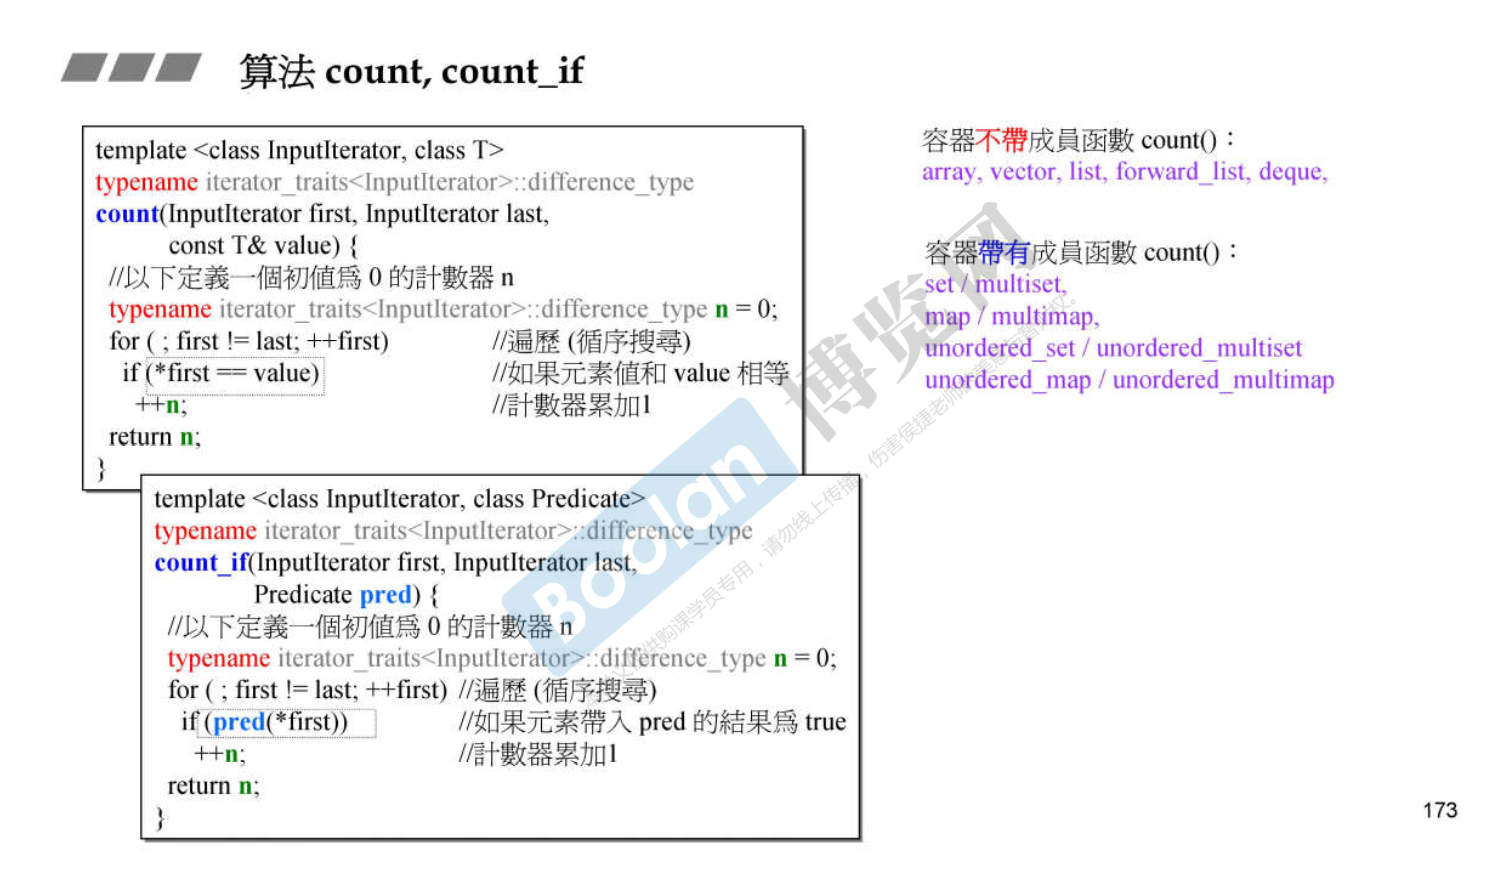 算法 count, count_if
template <class InputIterator, class T>
typename iterator_traits<InputIterator>::difference_type
count(InputIterator first, InputIterator last,
const T& value) {
//以下定義一個初值爲 0 的計數器 n
typename iterator_traits<InputIterator>::difference_type n = 0;
for ( ; first != last; ++first) //遍歷 (循序搜尋)
if (*first == value) //如果元素值和 value 相等
++n; //計數器累加1
return n;
}
template <class InputIterator, class Predicate>
typename iterator_traits<InputIterator>::difference_type
count_if(InputIterator first, InputIterator last,
Predicate pred) {
//以下定義一個初值爲 0 的計數器 n
typename iterator_traits<InputIterator>::difference_type n = 0;
for ( ; first != last; ++first) //遍歷 (循序搜尋)
if (pred(*first)) //如果元素帶入 pred 的結果爲 true
++n; //計數器累加1
return n;
}
容器不帶成員函數 count()：
array, vector, list, forward_list, deque,
容器帶有成員函數 count()：
set / multiset,
map / multimap,
unordered_set / unordered_multiset
unordered_map / unordered_multimap
Boolan 博览网
供购课学员专用，请勿线上传播，伤害侯捷老师
173